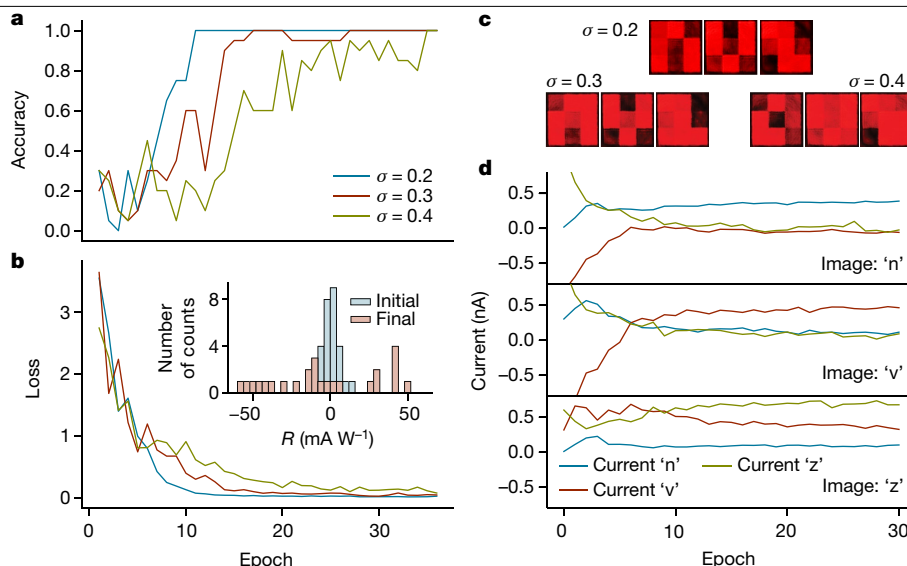 a
1.0
0.8
0.6
0.4
0.2
0.0
Accuracy
σ = 0.2
σ = 0.3
σ = 0.4
b
3
2
1
0
Loss
0
10
20
30
Epoch
8
4
0
Number
of counts
Initial
Final
−50
0
50
R (mA W−1)
c
σ = 0.2
σ = 0.3
σ = 0.4
d
0.5
0.0
−0.5
Image: ‘n’
0.5
0.0
−0.5
Image: ‘v’
0.5
0.0
−0.5
Current ‘n’
Current ‘z’
Current ‘v’
Image: ‘z’
Current (nA)
0
10
20
30
Epoch